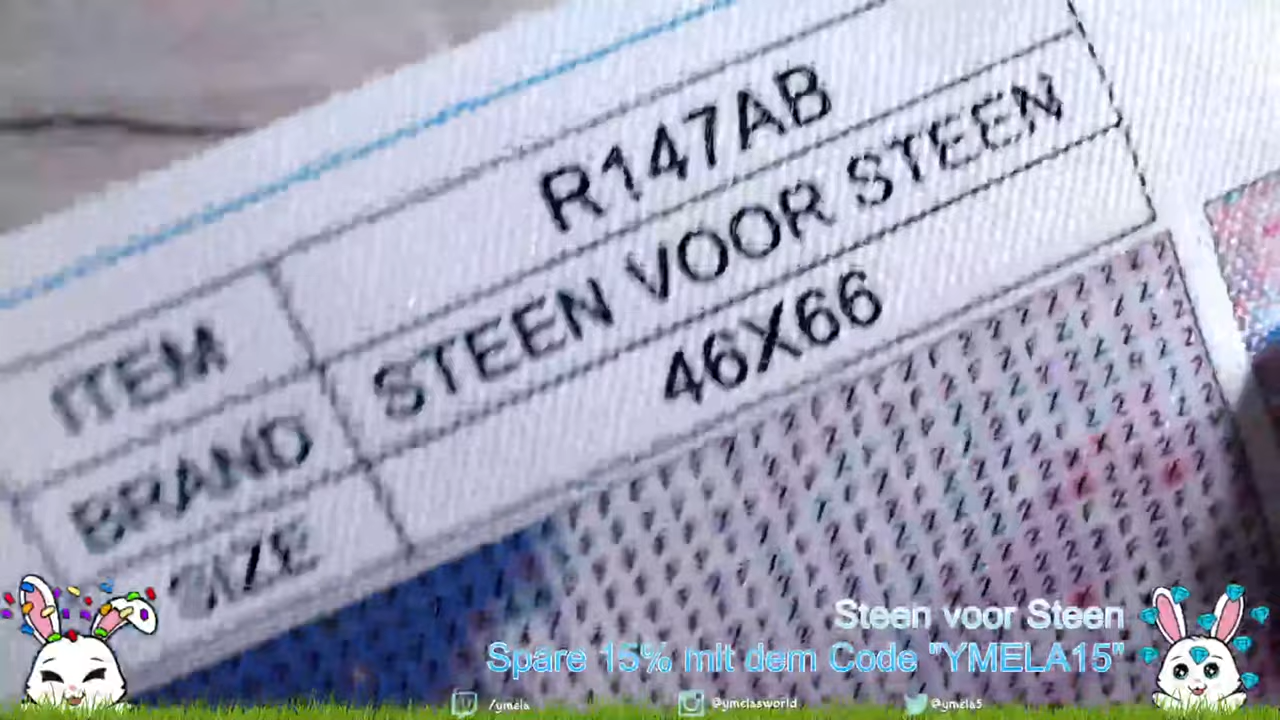 ITEM R147AB
BRAND STEEN VOOR STEEN
SIZE 46X66
Steen voor Steen
Spare 15% mit dem Code "YMELA15"
/ymela @ymelasworld @ymela5